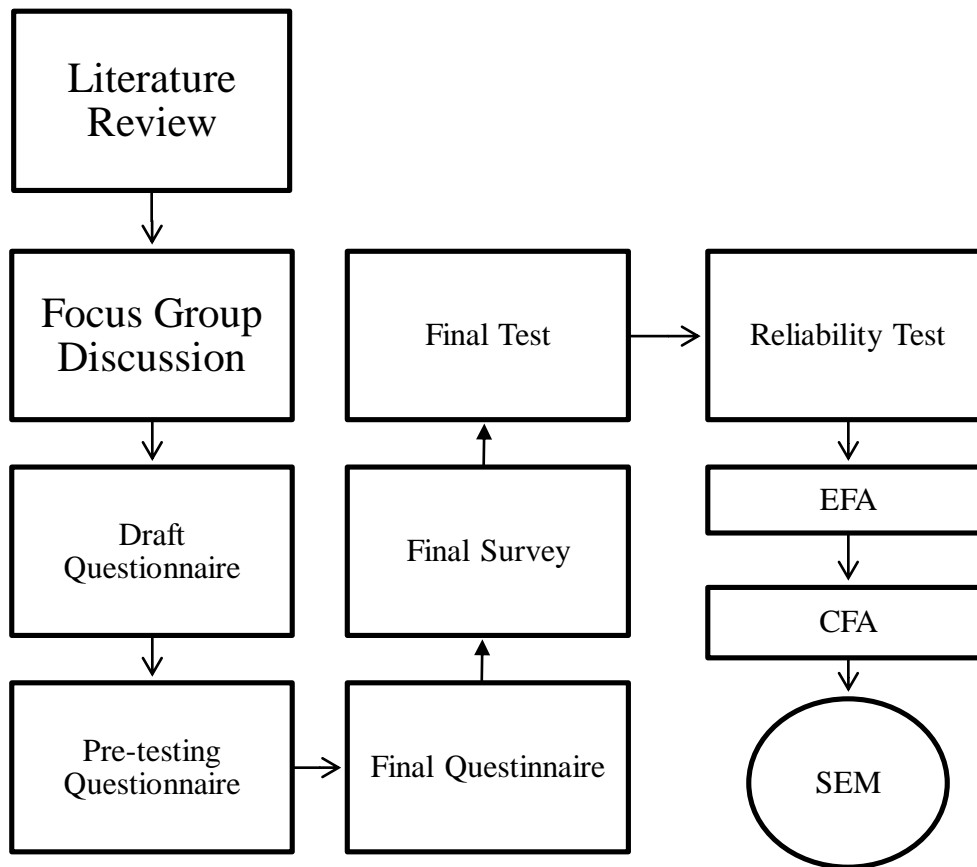 Literature
Review
Focus Group
Discussion
Draft
Questionnaire
Pre-testing
Questionnaire
Final Questinnaire
Final Survey
Final Test
Reliability Test
EFA
CFA
SEM